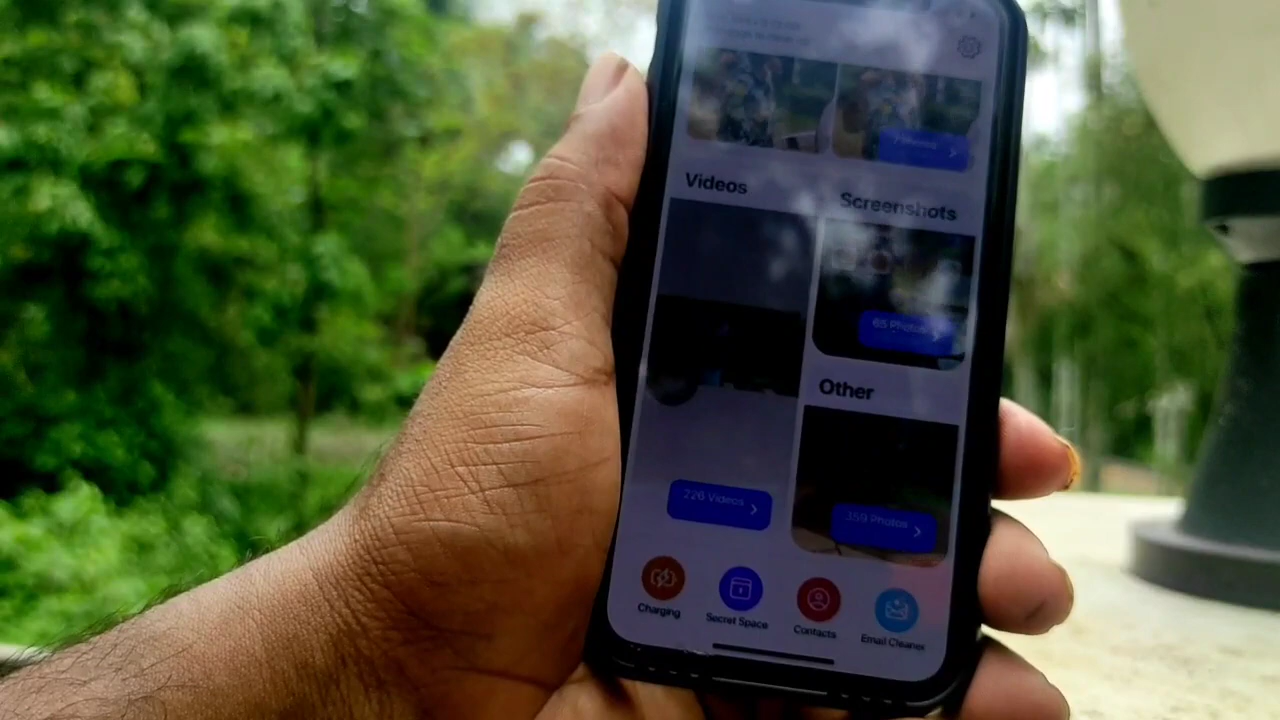 Videos
Screenshots
65 Photos
Other
226 Videos
359 Photos
Charging
Secret Space
Contacts
Email Cleaner